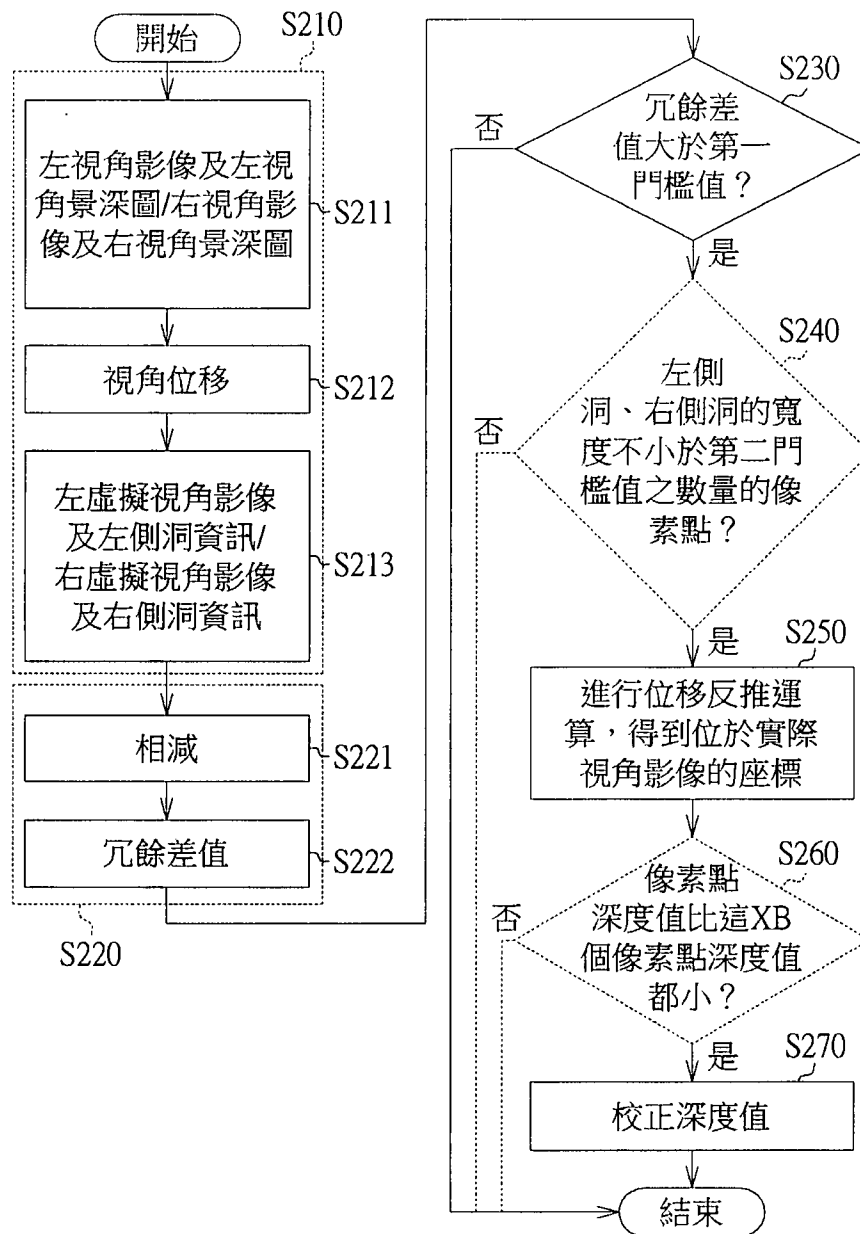 開始
S210
左視角影像及左視
角景深圖/右視角影
像及右視角景深圖
S211
視角位移
S212
左虛擬視角影像
及左側洞資訊/
右虛擬視角影像
及右側洞資訊
S213
相減
S221
冗餘差值
S222
S220
S230
冗餘差
值大於第一
門檻值？
否
是
S240
左側
洞、右側洞的寬
度不小於第二門
檻值之數量的像
素點？
否
是
S250
進行位移反推運
算，得到位於實際
視角影像的座標
S260
像素點
深度值比這XB
個像素點深度值
都小？
否
是
S270
校正深度值
結束